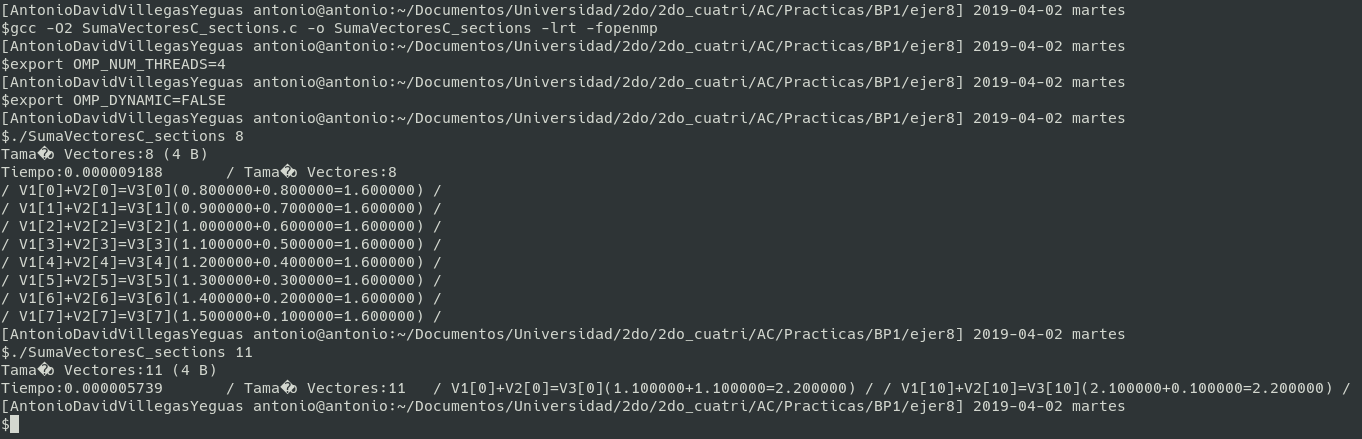 [AntonioDavidVillegasYeguas antonio@antonio:~/Documentos/Universidad/2do/2do_cuatri/AC/Practicas/BP1/ejer8] 2019-04-02 martes
$gcc -O2 SumaVectoresC_sections.c -o SumaVectoresC_sections -lrt -fopenmp
[AntonioDavidVillegasYeguas antonio@antonio:~/Documentos/Universidad/2do/2do_cuatri/AC/Practicas/BP1/ejer8] 2019-04-02 martes
$export OMP_NUM_THREADS=4
[AntonioDavidVillegasYeguas antonio@antonio:~/Documentos/Universidad/2do/2do_cuatri/AC/Practicas/BP1/ejer8] 2019-04-02 martes
$export OMP_DYNAMIC=FALSE
[AntonioDavidVillegasYeguas antonio@antonio:~/Documentos/Universidad/2do/2do_cuatri/AC/Practicas/BP1/ejer8] 2019-04-02 martes
$./SumaVectoresC_sections 8
Tama�o Vectores:8 (4 B)
Tiempo:0.000009188 / Tama�o Vectores:8
/ V1[0]+V2[0]=V3[0](0.800000+0.800000=1.600000) /
/ V1[1]+V2[1]=V3[1](0.900000+0.700000=1.600000) /
/ V1[2]+V2[2]=V3[2](1.000000+0.600000=1.600000) /
/ V1[3]+V2[3]=V3[3](1.100000+0.500000=1.600000) /
/ V1[4]+V2[4]=V3[4](1.200000+0.400000=1.600000) /
/ V1[5]+V2[5]=V3[5](1.300000+0.300000=1.600000) /
/ V1[6]+V2[6]=V3[6](1.400000+0.200000=1.600000) /
/ V1[7]+V2[7]=V3[7](1.500000+0.100000=1.600000) /
[AntonioDavidVillegasYeguas antonio@antonio:~/Documentos/Universidad/2do/2do_cuatri/AC/Practicas/BP1/ejer8] 2019-04-02 martes
$./SumaVectoresC_sections 11
Tama�o Vectores:11 (4 B)
Tiempo:0.000005739 / Tama�o Vectores:11 / V1[0]+V2[0]=V3[0](1.100000+1.100000=2.200000) / / V1[10]+V2[10]=V3[10](2.100000+0.100000=2.200000) /
[AntonioDavidVillegasYeguas antonio@antonio:~/Documentos/Universidad/2do/2do_cuatri/AC/Practicas/BP1/ejer8] 2019-04-02 martes
$